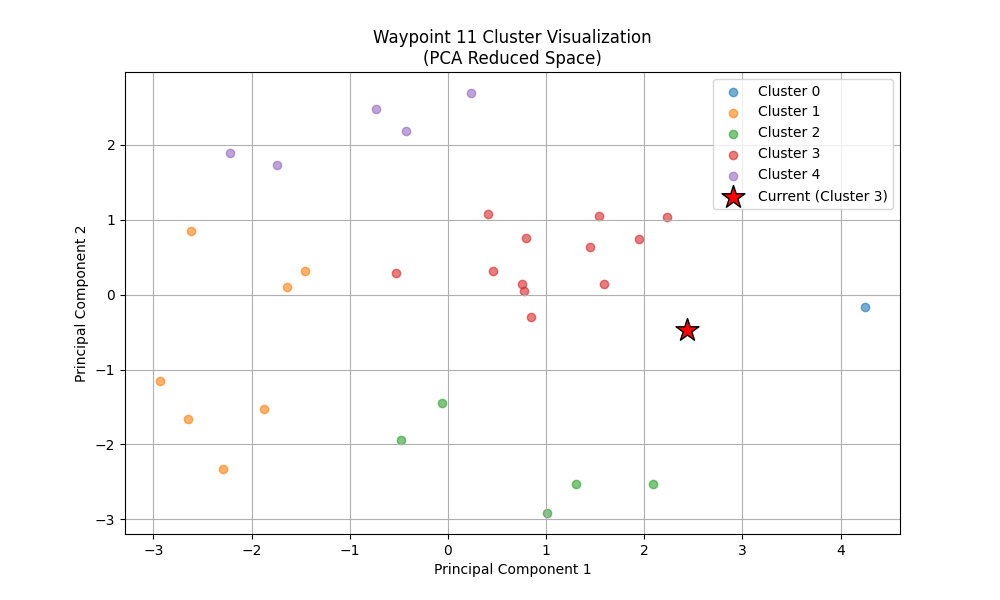 Waypoint 11 Cluster Visualization
(PCA Reduced Space)
Cluster 0
Cluster 1
Cluster 2
Cluster 3
Cluster 4
Current (Cluster 3)
Principal Component 2
2
1
0
−1
−2
−3
−3
−2
−1
0
1
2
3
4
Principal Component 1